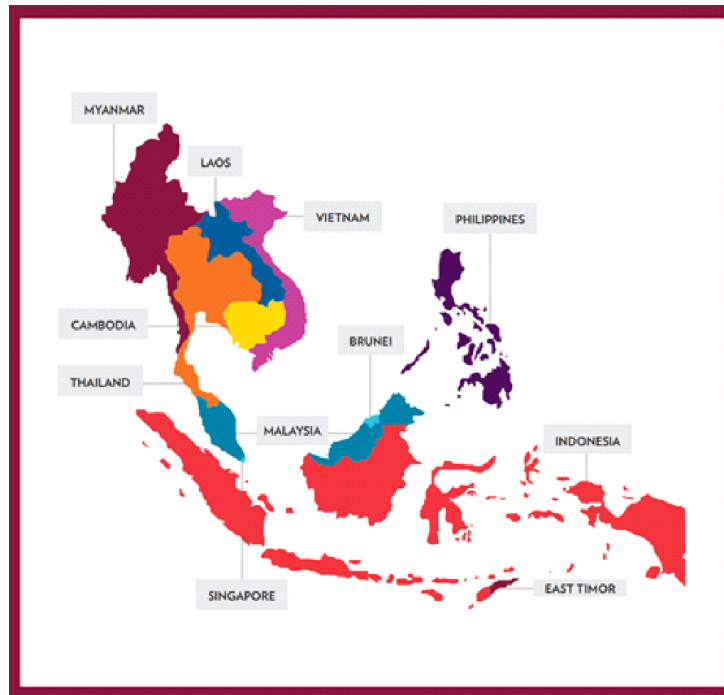 MYANMAR
LAOS
VIETNAM
PHILIPPINES
CAMBODIA
BRUNEI
THAILAND
MALAYSIA
INDONESIA
SINGAPORE
EAST TIMOR